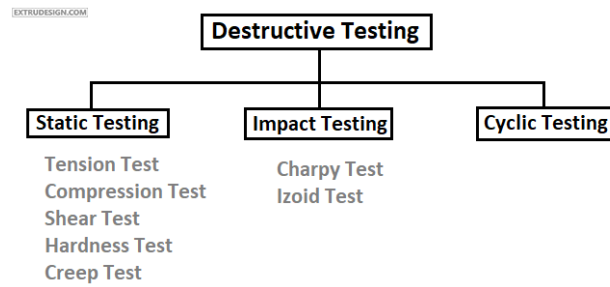 EXTRUDESIGN.COM
Destructive Testing
Static Testing
Impact Testing
Cyclic Testing
Tension Test
Compression Test
Shear Test
Hardness Test
Creep Test
Charpy Test
Izoid Test